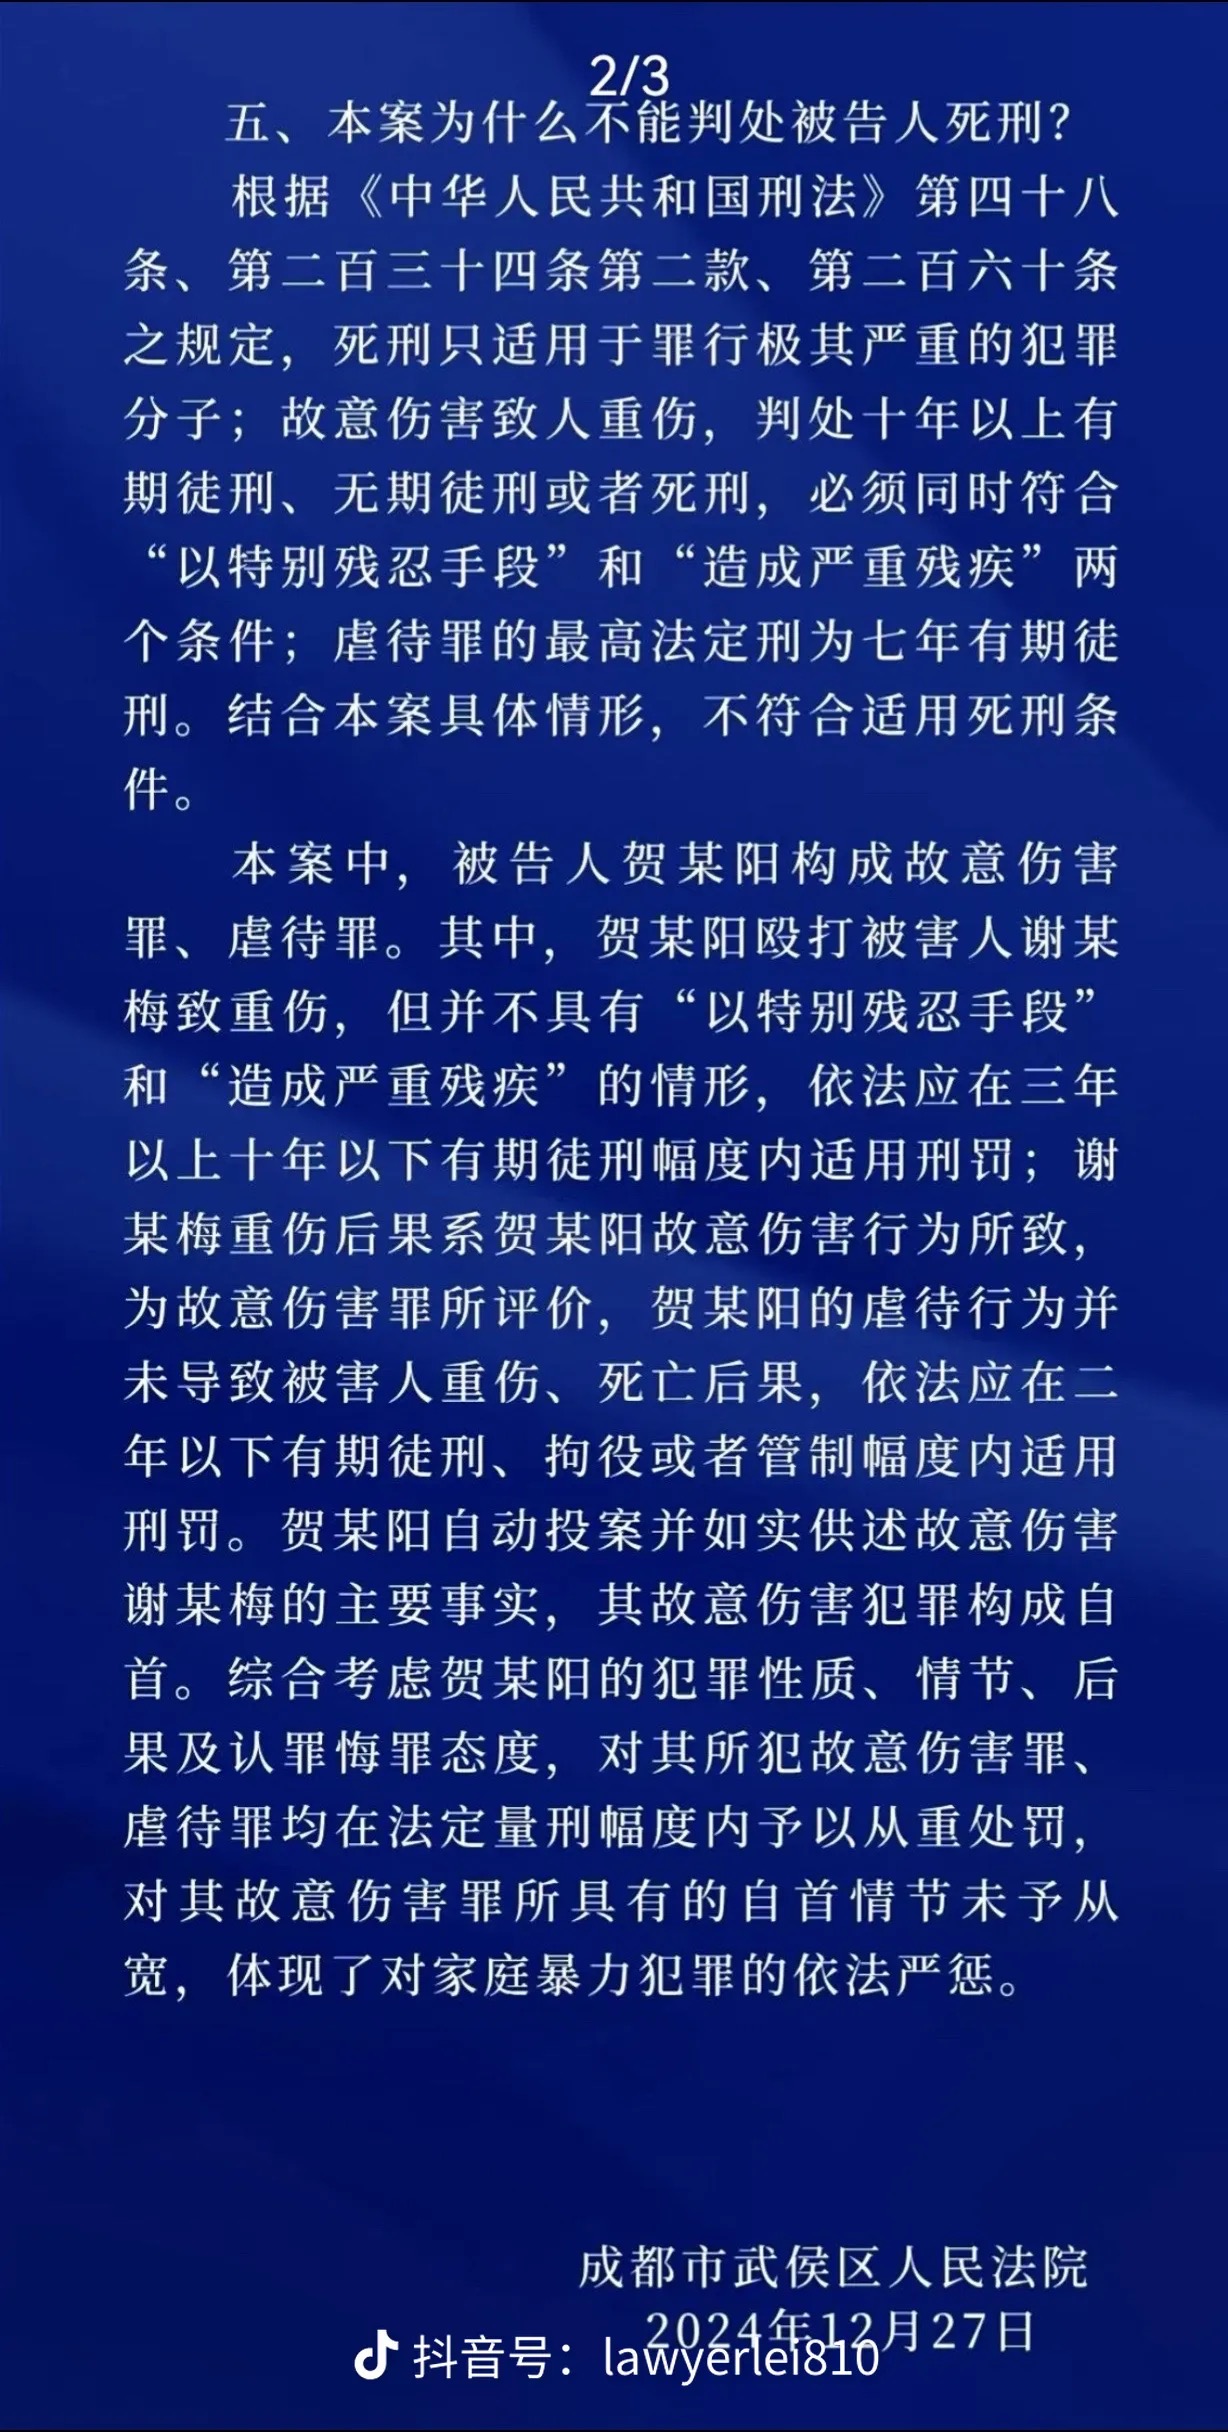 2/3
五、本案为什么不能判处被告人死刑？
根据《中华人民共和国刑法》第四十八
条、第二百三十四条第二款、第二百六十条
之规定，死刑只适用于罪行极其严重的犯罪
分子；故意伤害致人重伤，判处十年以上有
期徒刑、无期徒刑或者死刑，必须同时符合
“以特别残忍手段”和“造成严重残疾”两
个条件；虐待罪的最高法定刑为七年有期徒
刑。结合本案具体情形，不符合适用死刑条
件。
本案中，被告人贺某阳构成故意伤害
罪、虐待罪。其中，贺某阳殴打被害人谢某
梅致重伤，但并不具有“以特别残忍手段”
和“造成严重残疾”的情形，依法应在三年
以上十年以下有期徒刑幅度内适用刑罚；谢
某梅重伤后果系贺某阳故意伤害行为所致，
为故意伤害罪所评价，贺某阳的虐待行为并
未导致被害人重伤、死亡后果，依法应在二
年以下有期徒刑、拘役或者管制幅度内适用
刑罚。贺某阳自动投案并如实供述故意伤害
谢某梅的主要事实，其故意伤害犯罪构成自
首。综合考虑贺某阳的犯罪性质、情节、后
果及认罪悔罪态度，对其所犯故意伤害罪、
虐待罪均在法定量刑幅度内予以从重处罚，
对其故意伤害罪所具有的自首情节未予从
宽，体现了对家庭暴力犯罪的依法严惩。
成都市武侯区人民法院
2024年12月27日
抖音号：lawyerlei810